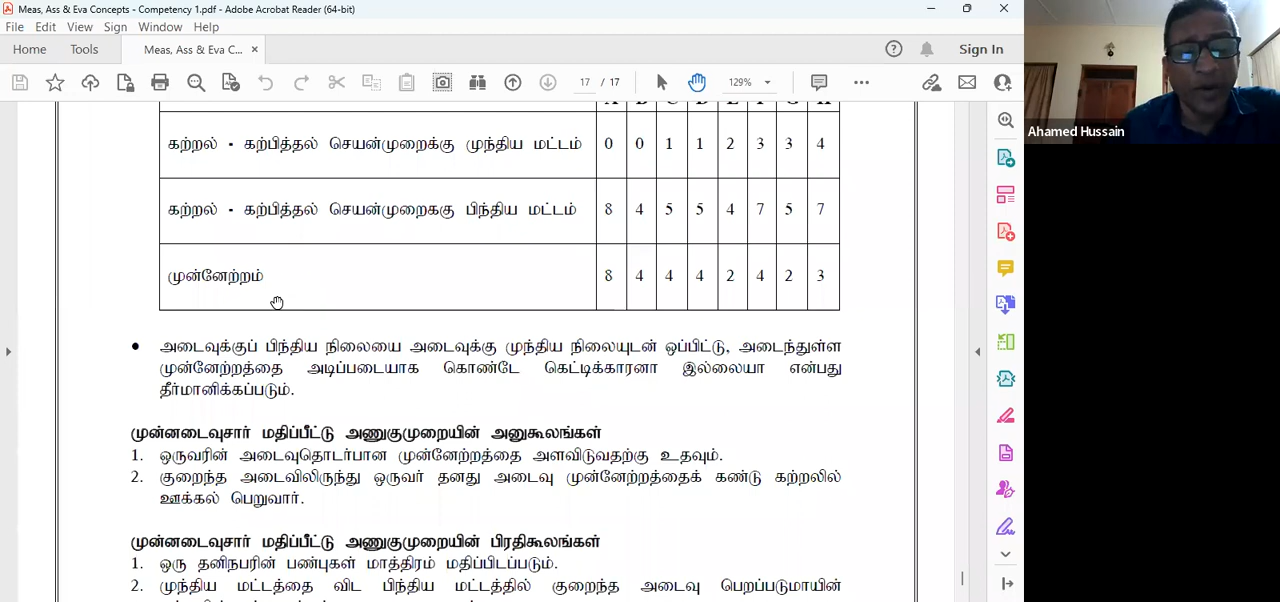 Meas, Ass & Eva Concepts - Competency 1.pdf - Adobe Acrobat Reader (64-bit)
File Edit View Sign Window Help
Home Tools Meas, Ass & Eva C... × Sign In
17 / 17 129%
Ahamed Hussain
கற்றல் - கற்பித்தல் செயன்முறைக்கு முந்திய மட்டம் 0 0 1 1 2 3 3 4
கற்றல் - கற்பித்தல் செயன்முறைககு பிந்திய மட்டம் 8 4 5 5 4 7 5 7
முன்னேற்றம் 8 4 4 4 2 4 2 3
• அடைவுக்குப் பிந்திய நிலையை அடைவுக்கு முந்திய நிலையுடன் ஒப்பிட்டு, அடைந்துள்ள
முன்னேற்றத்தை அடிப்படையாக கொண்டே கெட்டிக்காரனா இல்லையா என்பது
தீர்மானிக்கப்படும்.
முன்னடைவுசார் மதிப்பீட்டு அணுகுமுறையின் அனுகூலங்கள்
1. ஒருவரின் அடைவுதொடர்பான முன்னேற்றத்தை அளவிடுவதற்கு உதவும்.
2. குறைந்த அடைவிலிருந்து ஒருவர் தனது அடைவு முன்னேற்றத்தைக் கண்டு கற்றலில்
ஊக்கல் பெறுவார்.
முன்னடைவுசார் மதிப்பீட்டு அணுகுமுறையின் பிரதிகூலங்கள்
1. ஒரு தனிநபரின் பண்புகள் மாத்திரம் மதிப்பிடப்படும்.
2. முந்திய மட்டத்தை விட பிந்திய மட்டத்தில் குறைந்த அடைவு பெறப்படுமாயின்